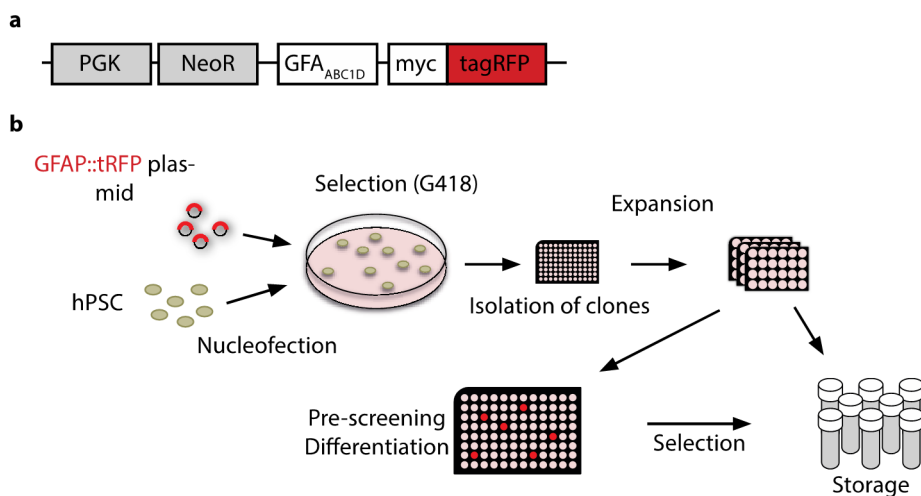 a
PGK NeoR GFA ABC1D myc tagRFP
b
GFAP::tRFP plas-
mid
Selection (G418)
Expansion
hPSC
Nucleofection
Isolation of clones
Pre-screening
Differentiation
Selection
Storage